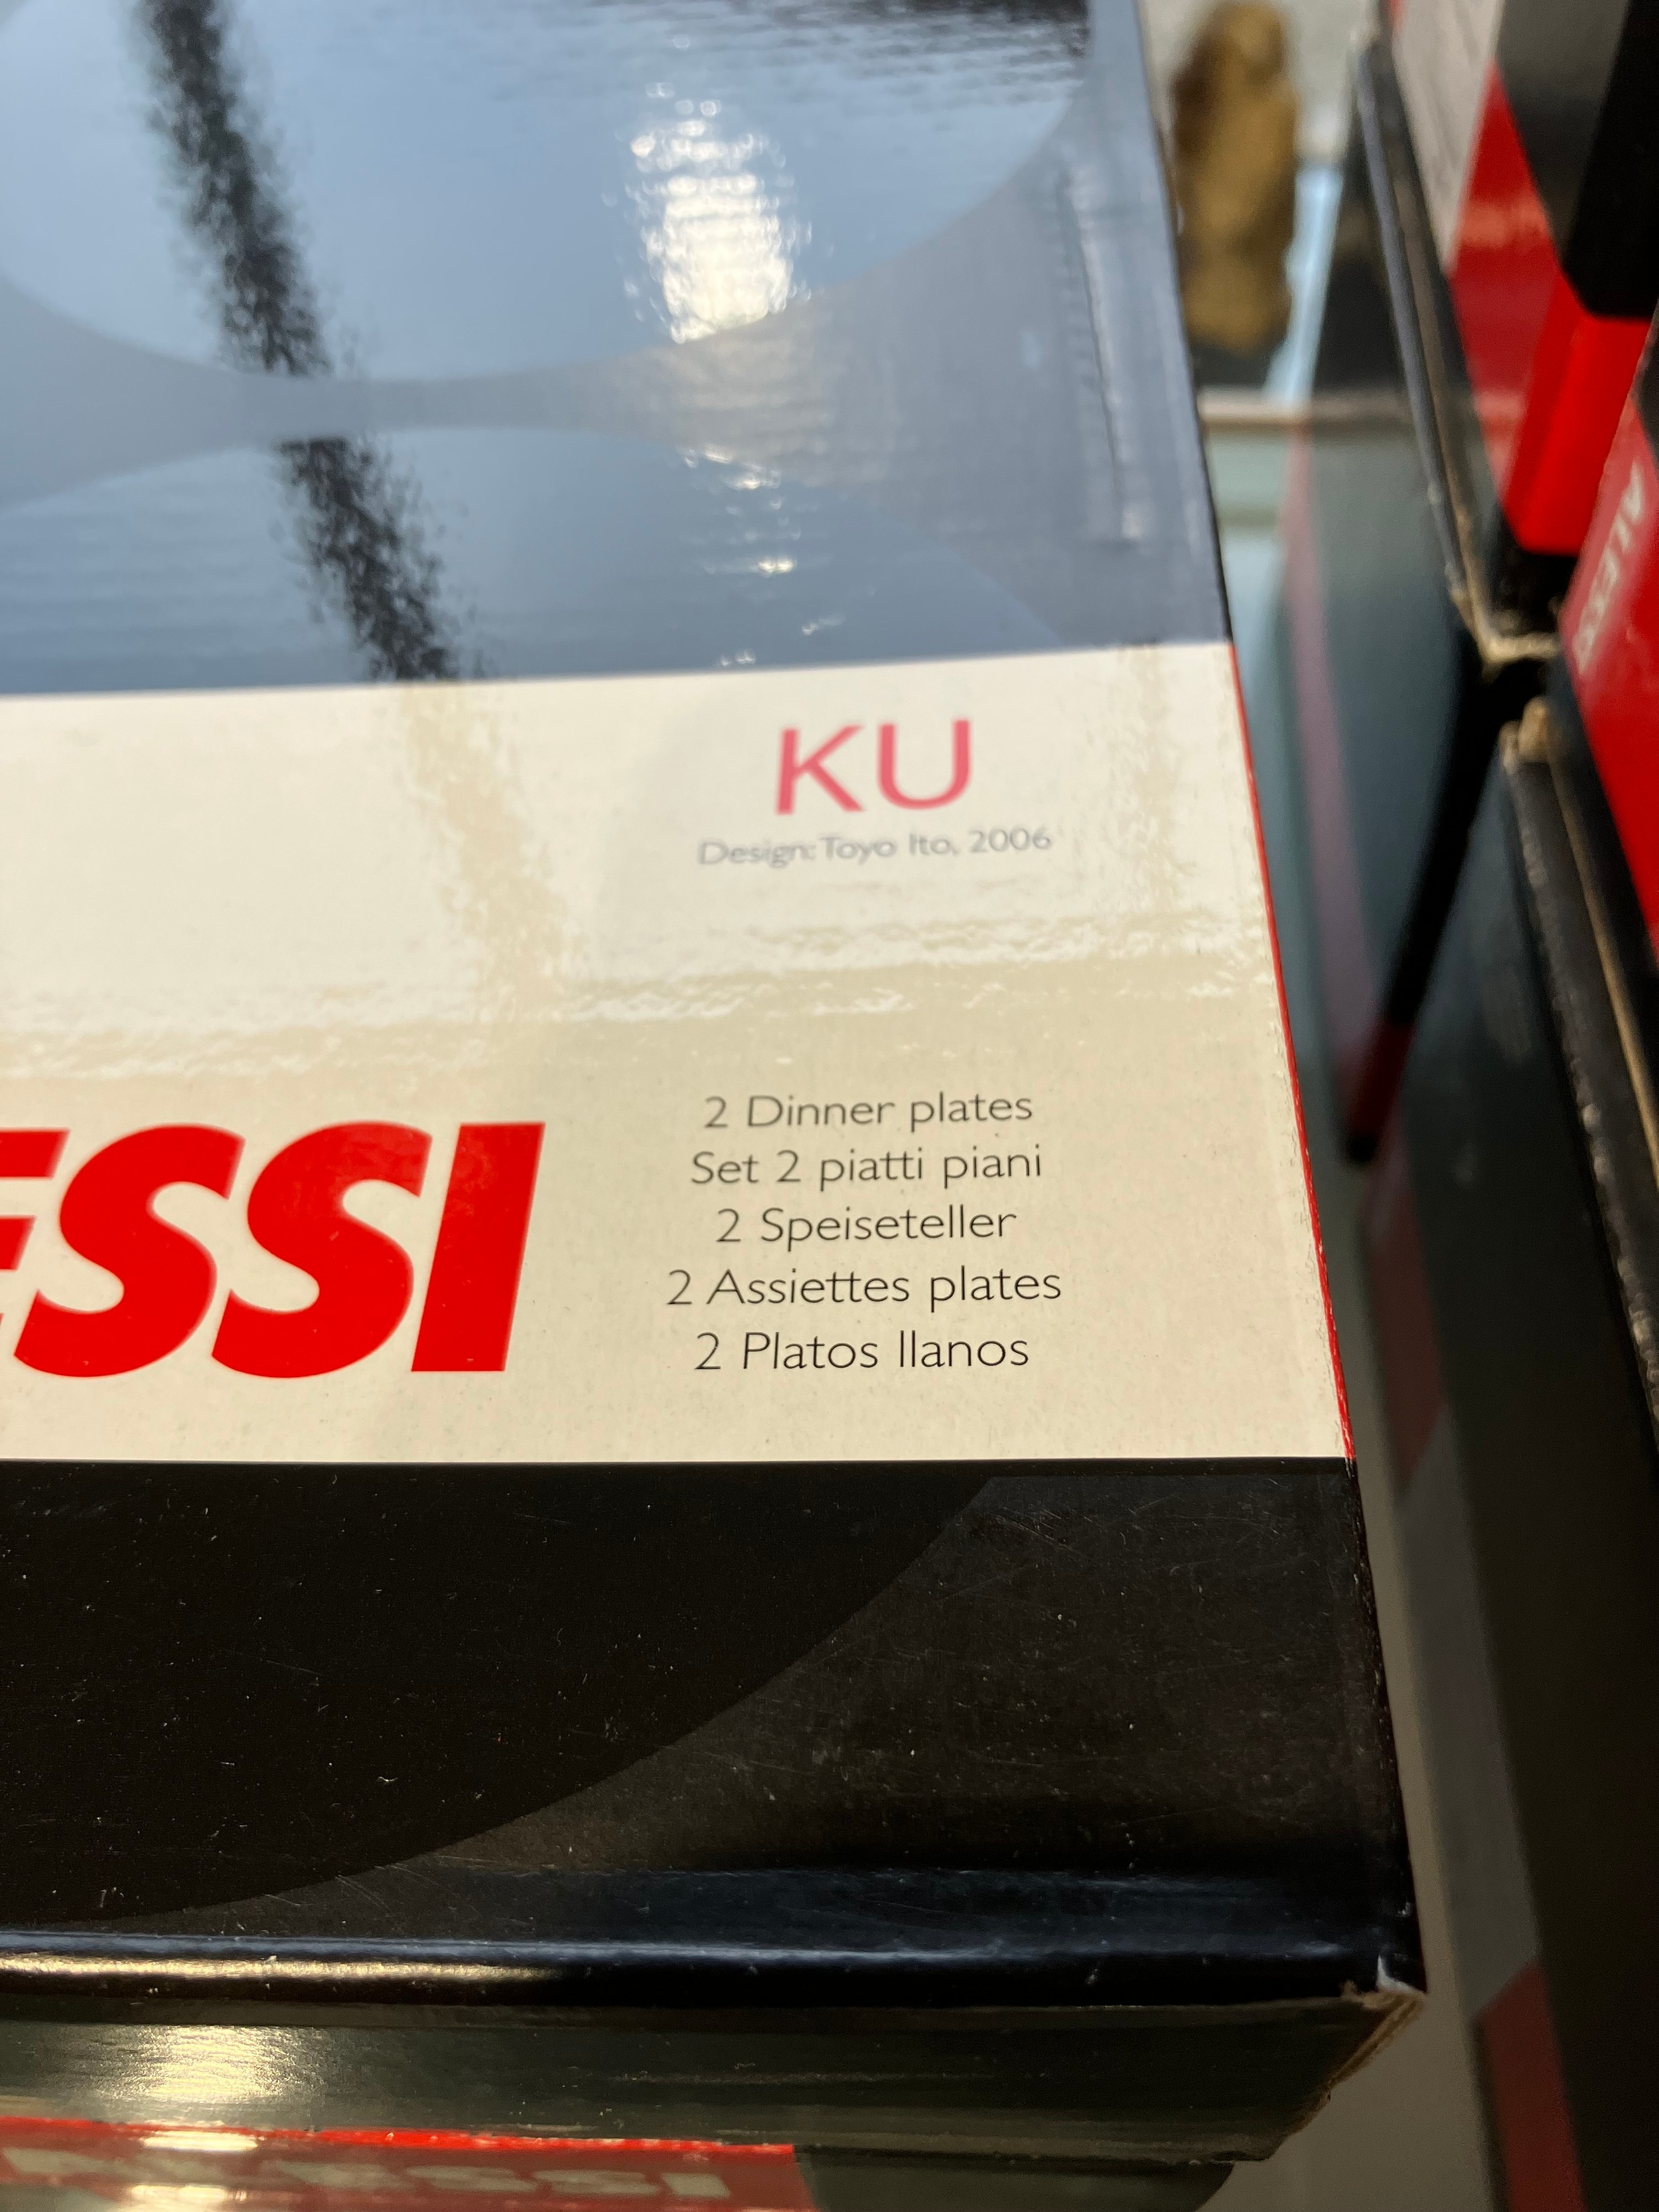 KU
Design: Toyo Ito, 2006
ESSI
2 Dinner plates
Set 2 piatti piani
2 Speiseteller
2 Assiettes plates
2 Platos llanos
ALESSI